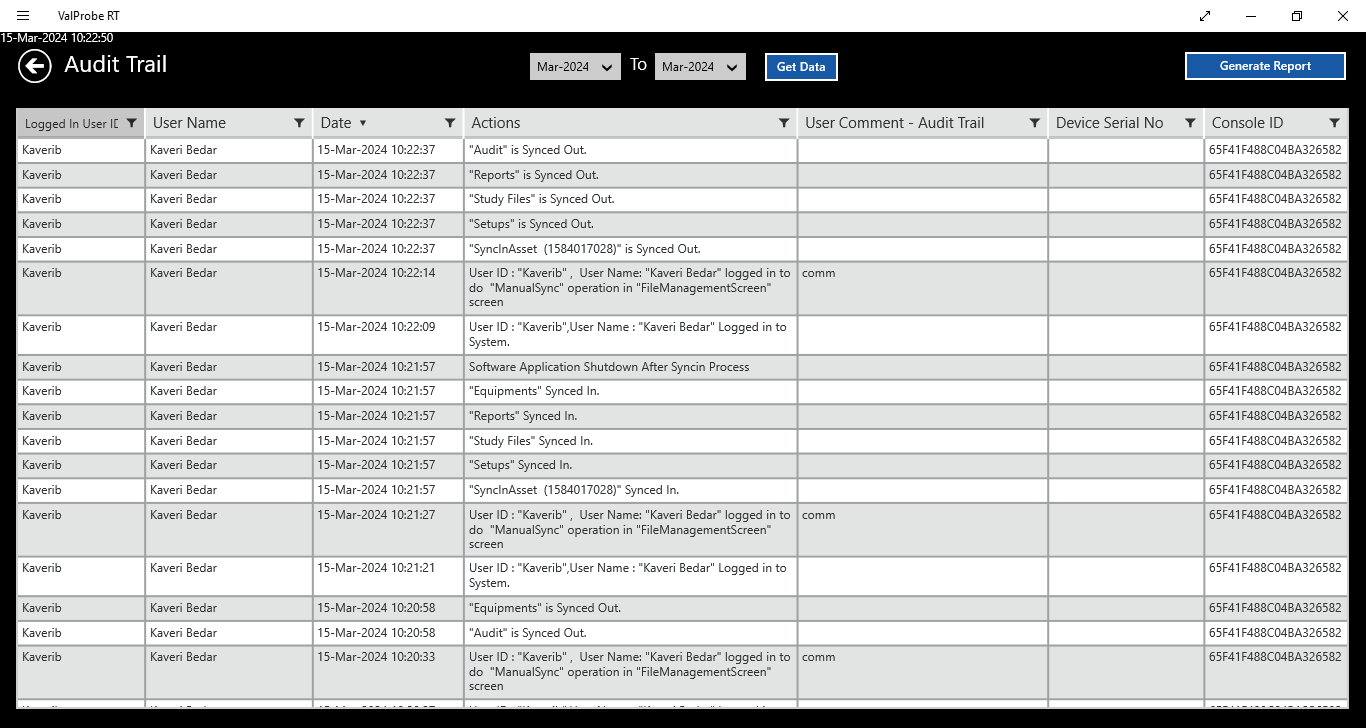 ValProbe RT
15-Mar-2024 10:22:50
Audit Trail
Mar-2024 To Mar-2024 Get Data Generate Report
Logged In User ID User Name Date Actions User Comment - Audit Trail Device Serial No Console ID
Kaverib Kaveri Bedar 15-Mar-2024 10:22:37 "Audit" is Synced Out. 65F41F488C04BA326582
Kaverib Kaveri Bedar 15-Mar-2024 10:22:37 "Reports" is Synced Out. 65F41F488C04BA326582
Kaverib Kaveri Bedar 15-Mar-2024 10:22:37 "Study Files" is Synced Out. 65F41F488C04BA326582
Kaverib Kaveri Bedar 15-Mar-2024 10:22:37 "Setups" is Synced Out. 65F41F488C04BA326582
Kaverib Kaveri Bedar 15-Mar-2024 10:22:37 "SyncInAsset (1584017028)" is Synced Out. 65F41F488C04BA326582
Kaverib Kaveri Bedar 15-Mar-2024 10:22:14 User ID : "Kaverib" , User Name: "Kaveri Bedar" logged in to comm 65F41F488C04BA326582
do "ManualSync" operation in "FileManagementScreen"
screen
Kaverib Kaveri Bedar 15-Mar-2024 10:22:09 User ID : "Kaverib",User Name : "Kaveri Bedar" Logged in to 65F41F488C04BA326582
System.
Kaverib Kaveri Bedar 15-Mar-2024 10:21:57 Software Application Shutdown After Syncin Process 65F41F488C04BA326582
Kaverib Kaveri Bedar 15-Mar-2024 10:21:57 "Equipments" Synced In. 65F41F488C04BA326582
Kaverib Kaveri Bedar 15-Mar-2024 10:21:57 "Reports" Synced In. 65F41F488C04BA326582
Kaverib Kaveri Bedar 15-Mar-2024 10:21:57 "Study Files" Synced In. 65F41F488C04BA326582
Kaverib Kaveri Bedar 15-Mar-2024 10:21:57 "Setups" Synced In. 65F41F488C04BA326582
Kaverib Kaveri Bedar 15-Mar-2024 10:21:57 "SyncInAsset (1584017028)" Synced In. 65F41F488C04BA326582
Kaverib Kaveri Bedar 15-Mar-2024 10:21:27 User ID : "Kaverib" , User Name: "Kaveri Bedar" logged in to comm 65F41F488C04BA326582
do "ManualSync" operation in "FileManagementScreen"
screen
Kaverib Kaveri Bedar 15-Mar-2024 10:21:21 User ID : "Kaverib",User Name : "Kaveri Bedar" Logged in to 65F41F488C04BA326582
System.
Kaverib Kaveri Bedar 15-Mar-2024 10:20:58 "Equipments" is Synced Out. 65F41F488C04BA326582
Kaverib Kaveri Bedar 15-Mar-2024 10:20:58 "Audit" is Synced Out. 65F41F488C04BA326582
Kaverib Kaveri Bedar 15-Mar-2024 10:20:33 User ID : "Kaverib" , User Name: "Kaveri Bedar" logged in to comm 65F41F488C04BA326582
do "ManualSync" operation in "FileManagementScreen"
screen